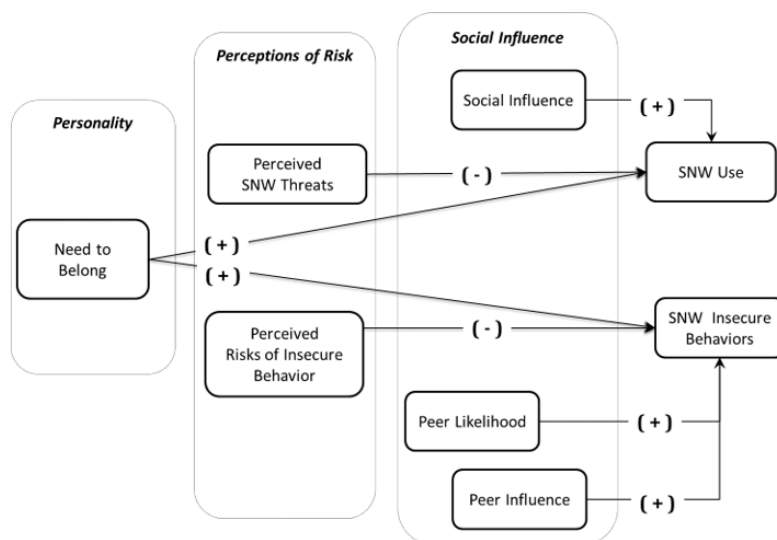 Personality
Need to
Belong
Perceptions of Risk
Perceived
SNW Threats
Perceived
Risks of Insecure
Behavior
Social Influence
Social Influence
Peer Likelihood
Peer Influence
( + )
( - )
( + )
( + )
( - )
( + )
( + )
SNW Use
SNW Insecure
Behaviors